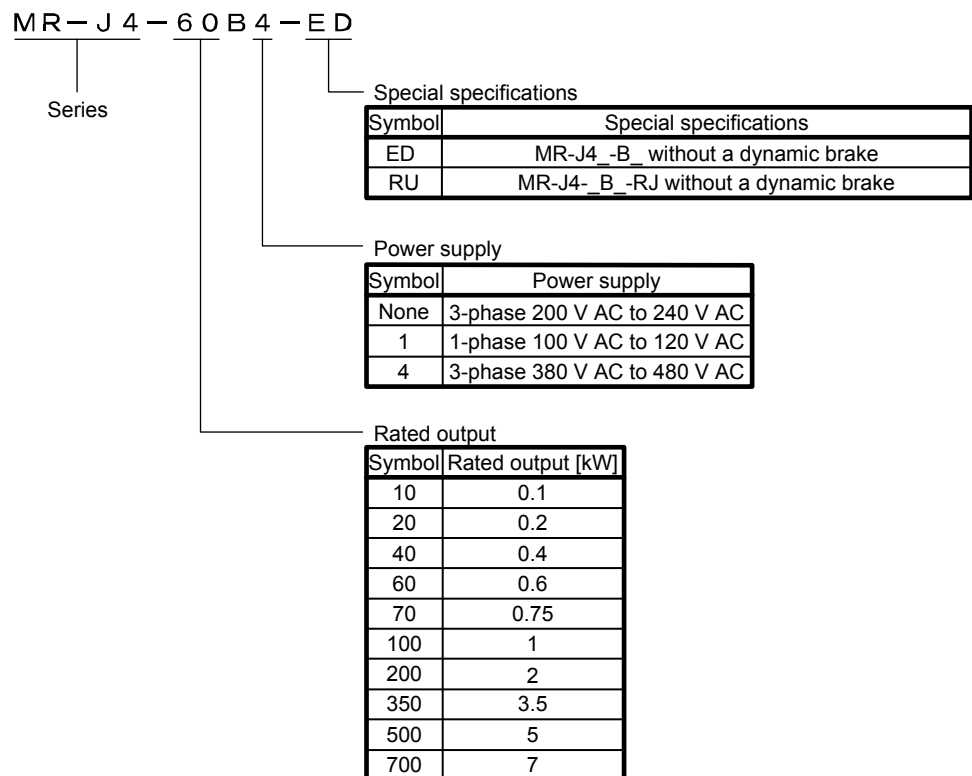 MR-J4-60B4-ED
Series
Special specifications
Symbol Special specifications
ED MR-J4_-B_ without a dynamic brake
RU MR-J4-_B_-RJ without a dynamic brake
Power supply
Symbol Power supply
None 3-phase 200 V AC to 240 V AC
1 1-phase 100 V AC to 120 V AC
4 3-phase 380 V AC to 480 V AC
Rated output
Symbol Rated output [kW]
10 0.1
20 0.2
40 0.4
60 0.6
70 0.75
100 1
200 2
350 3.5
500 5
700 7